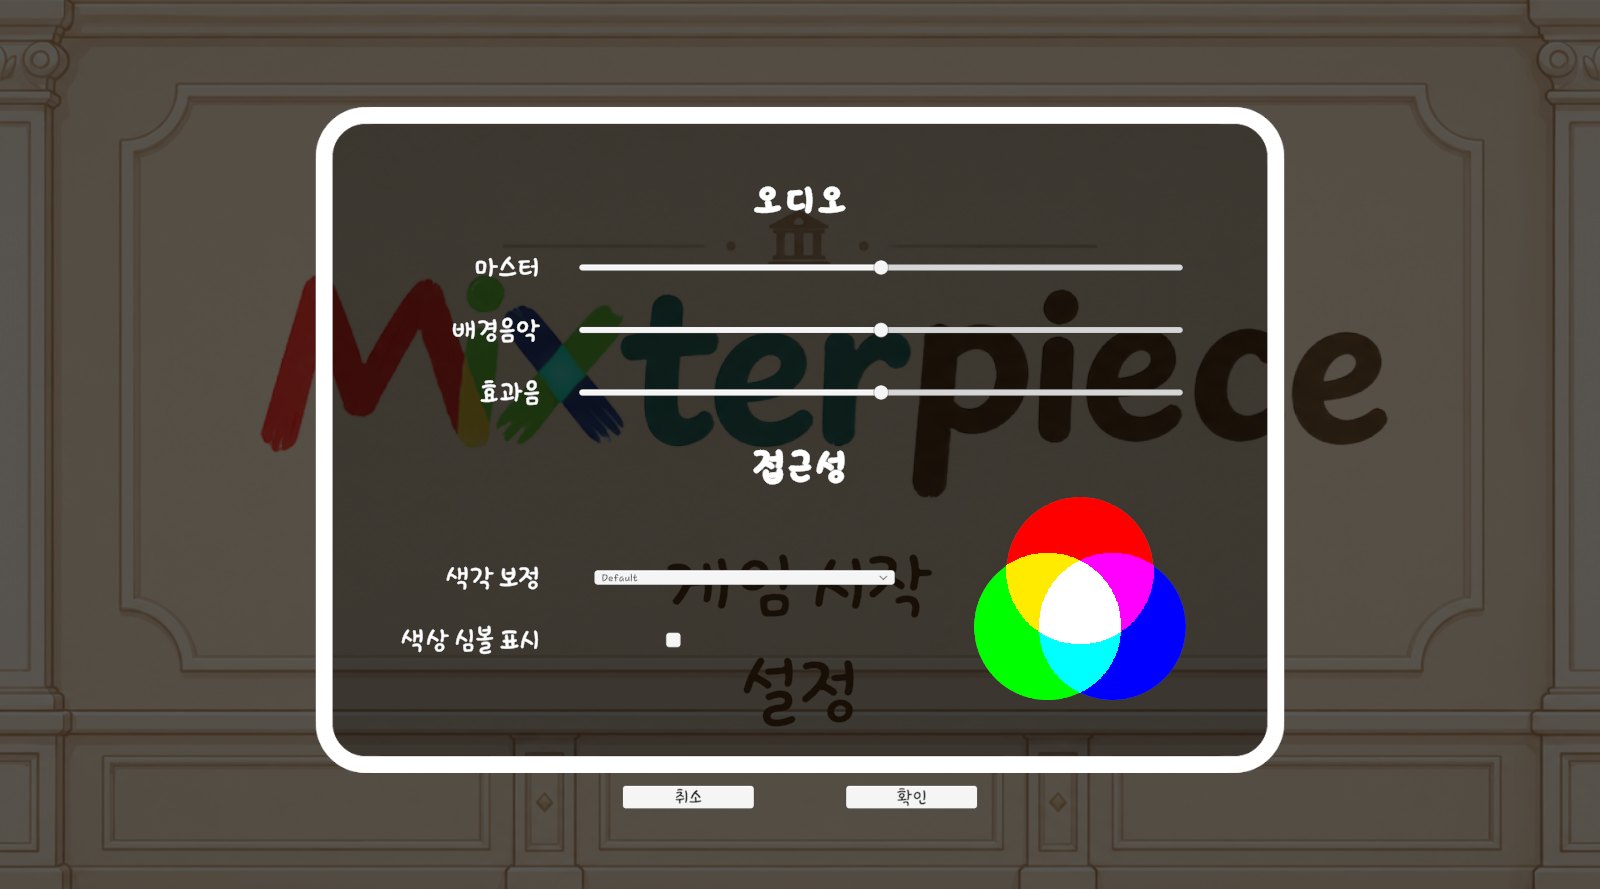 오디오
마스터
배경음악
효과음
Mixterpiece
접근성
게임 시작
색각 보정
Default
색상 심볼 표시
설정
취소
확인